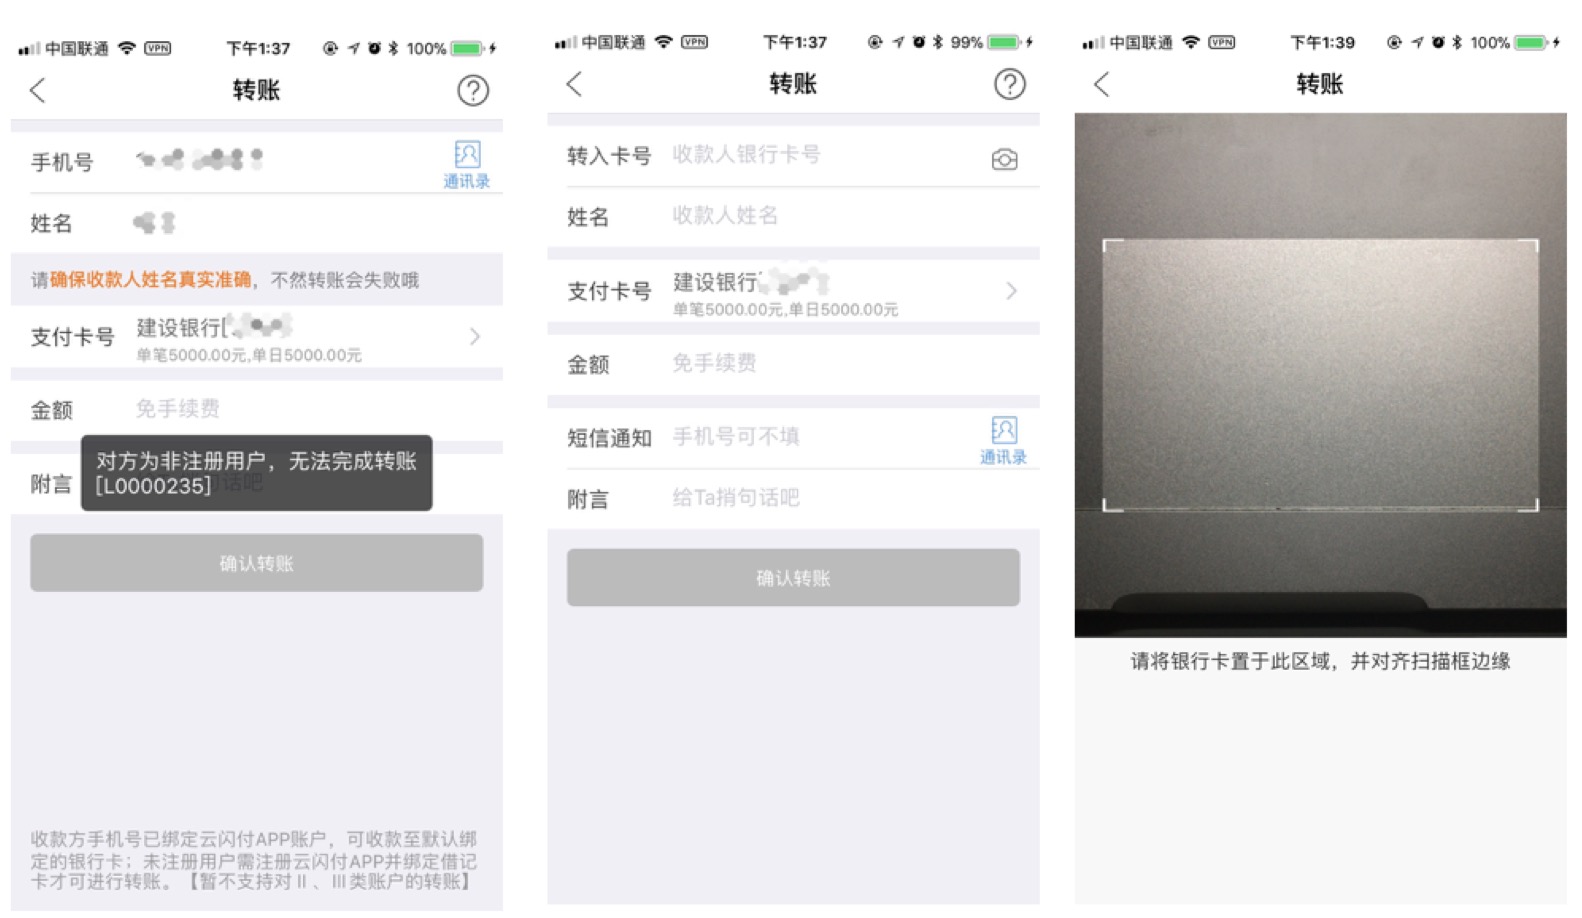 中国联通 VPN 下午1:37 100%
转账
手机号
通讯录
姓名
请确保收款人姓名真实准确，不然转账会失败哦
支付卡号 建设银行[
单笔5000.00元,单日5000.00元
金额 免手续费
对方为非注册用户，无法完成转账
[L0000235]
附言 句话吧
确认转账
收款方手机号已绑定云闪付APP账户，可收款至默认绑
定的银行卡；未注册用户需注册云闪付APP并绑定借记
卡才可进行转账。【暂不支持对Ⅱ、Ⅲ类账户的转账】
中国联通 VPN 下午1:37 99%
转账
转入卡号 收款人银行卡号
姓名 收款人姓名
支付卡号 建设银行
单笔5000.00元,单日5000.00元
金额 免手续费
短信通知 手机号可不填
通讯录
附言 给Ta捎句话吧
确认转账
中国联通 VPN 下午1:39 100%
转账
请将银行卡置于此区域，并对齐扫描框边缘